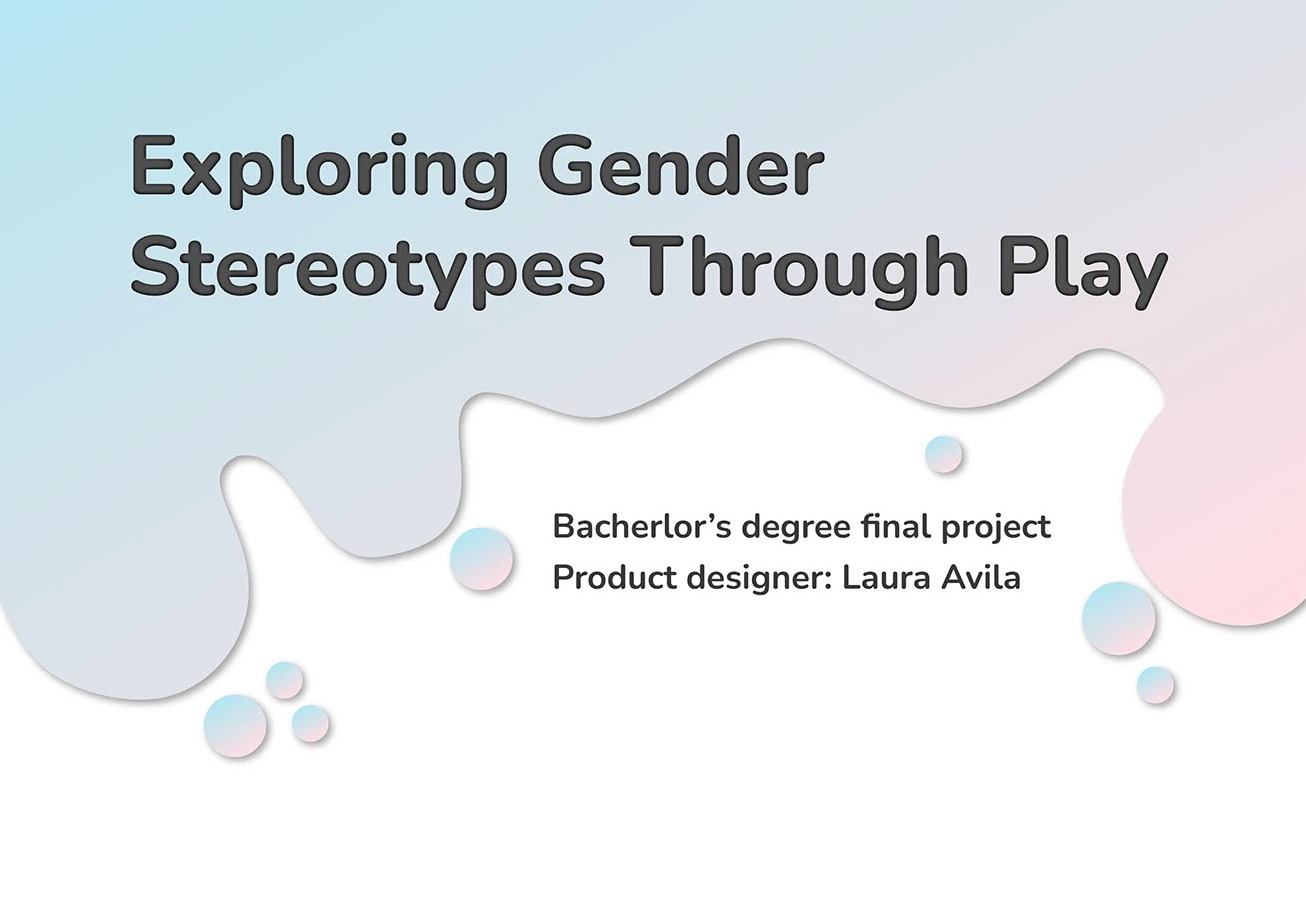 Exploring Gender
Stereotypes Through Play
Bacherlor’s degree final project
Product designer: Laura Avila